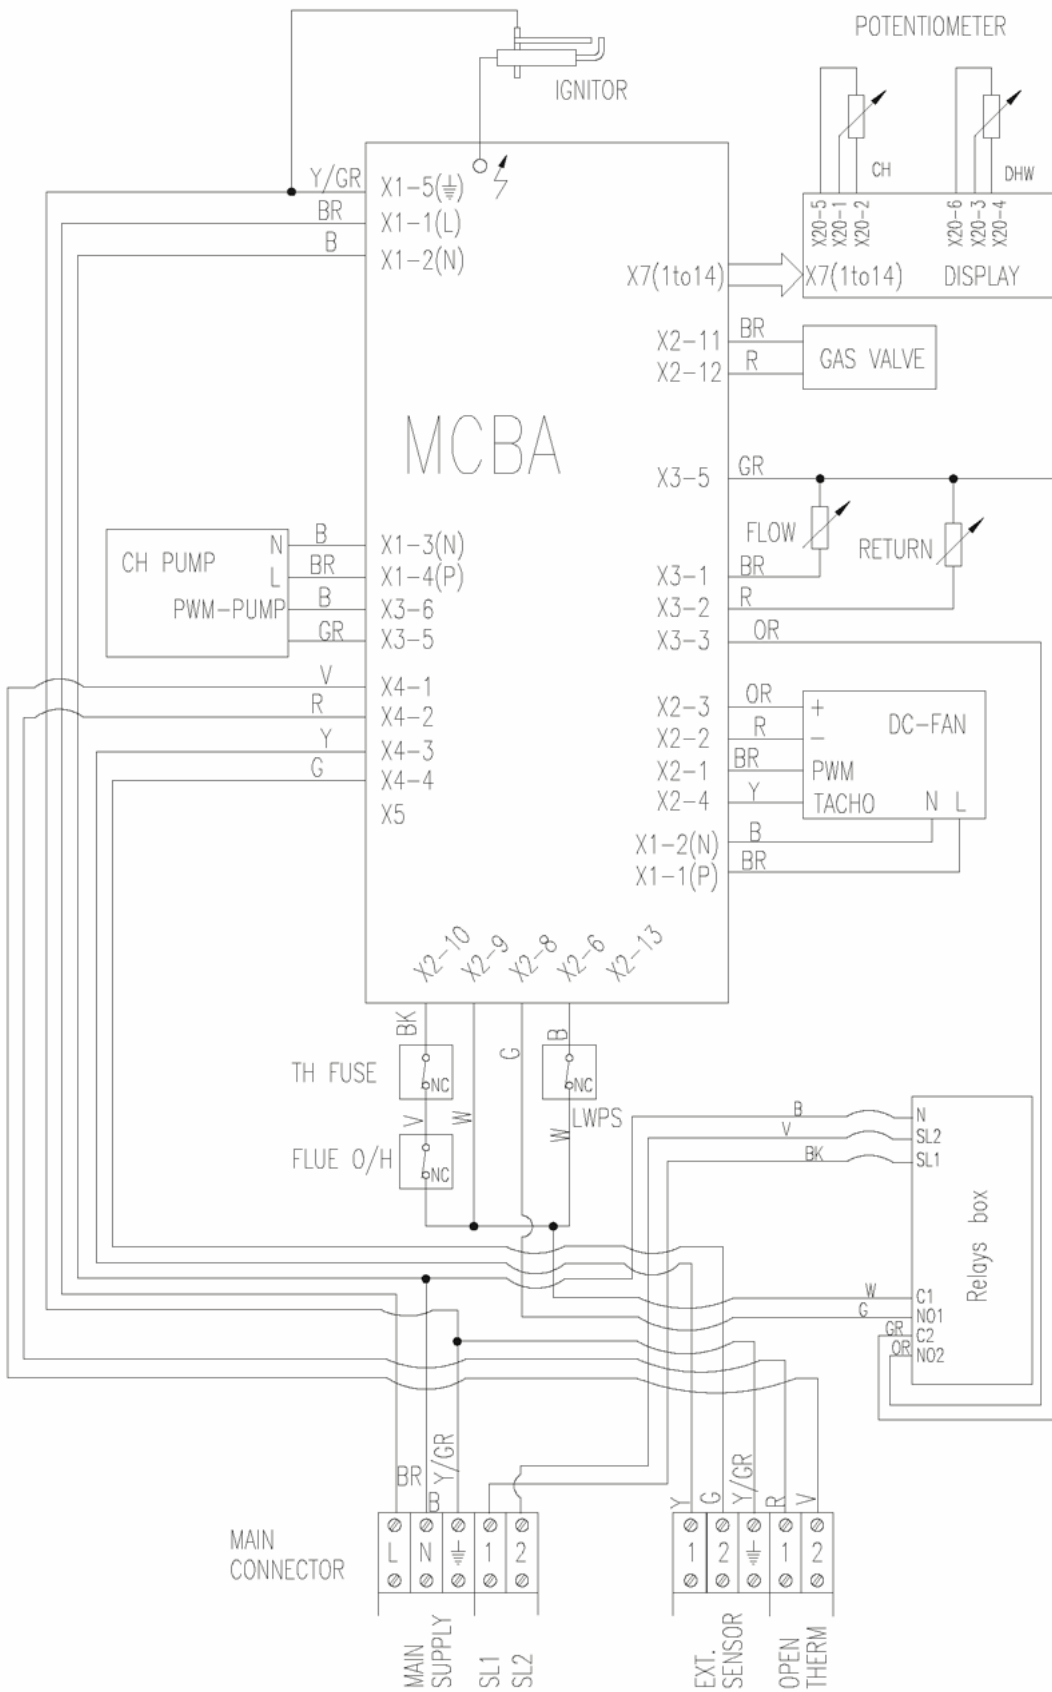 POTENTIOMETER
IGNITOR
CH
DHW
X20-5
X20-1
X20-2
X20-6
X20-3
X20-4
X7(1to14)
DISPLAY
Y/GR
X1-5(⏚)
BR
X1-1(L)
B
X1-2(N)
X7(1to14)
X2-11
BR
X2-12
R
GAS VALVE
MCBA
X3-5
GR
FLOW
RETURN
X3-1
BR
X3-2
R
X3-3
OR
CH PUMP
N
B
X1-3(N)
L
BR
X1-4(P)
PWM-PUMP
B
X3-6
GR
X3-5
V
X4-1
R
X4-2
Y
X4-3
G
X4-4
X5
X2-3
OR
+
DC-FAN
X2-2
R
-
X2-1
BR
PWM
X2-4
Y
TACHO
N
L
X1-2(N)
B
X1-1(P)
BR
X2-10
X2-9
X2-8
X2-6
X2-13
BK
G
B
TH FUSE
NC
NC
V
W
W
LWPS
FLUE O/H
NC
B
N
V
SL2
BK
SL1
Relays box
W
C1
G
NO1
GR
C2
OR
NO2
BR
B
Y/GR
Y
G
Y/GR
R
V
MAIN
CONNECTOR
L
N
⏚
1
2
1
2
⏚
1
2
MAIN
SUPPLY
SL1
SL2
EXT.
SENSOR
OPEN
THERM